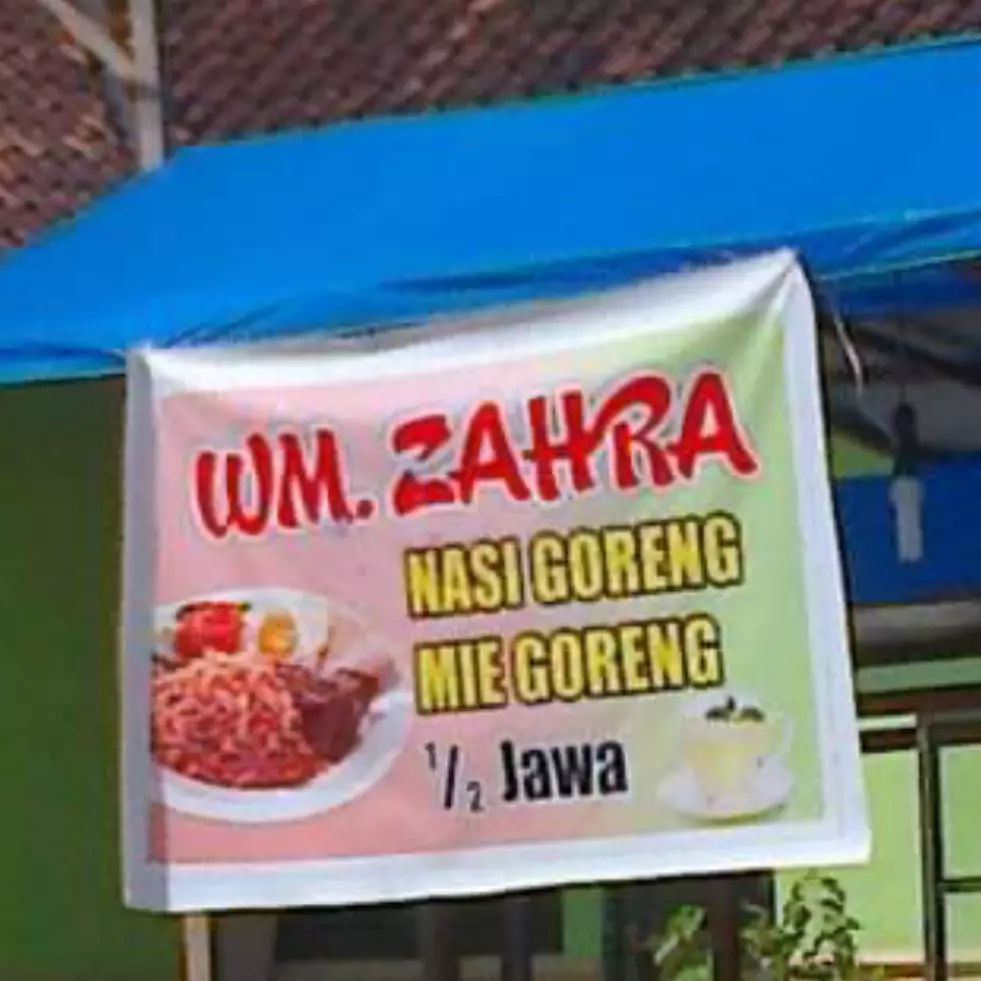 WM. ZAHRA
NASI GORENG
MIE GORENG
1/2 Jawa